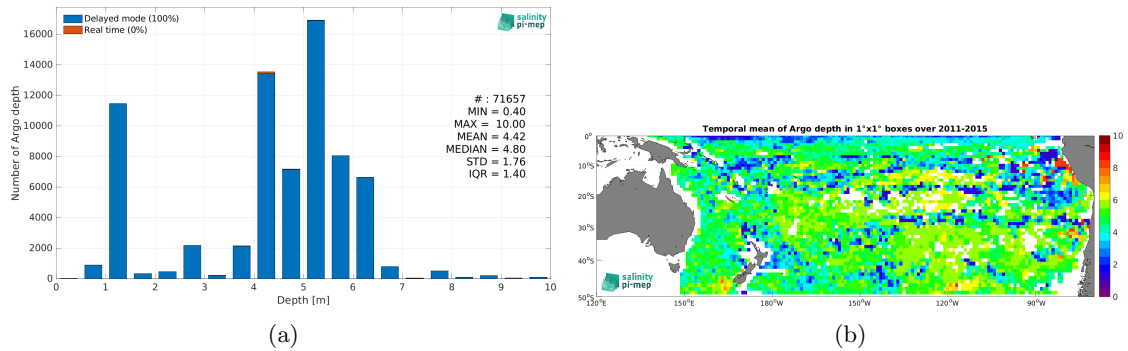 Delayed mode (100%)
Real time (0%)
salinity
pi-mep
16000
14000
12000
10000
8000
6000
4000
2000
0
Number of Argo depth
# : 71657
MIN = 0.40
MAX = 10.00
MEAN = 4.42
MEDIAN = 4.80
STD = 1.76
IQR = 1.40
0 1 2 3 4 5 6 7 8 9 10
Depth [m]
(a)
Temporal mean of Argo depth in 1°x1° boxes over 2011-2015
0°
10°S
20°S
30°S
40°S
50°S
120°E 150°E 180°W 150°W 120°W 90°W
10
8
6
4
2
0
salinity
pi-mep
(b)